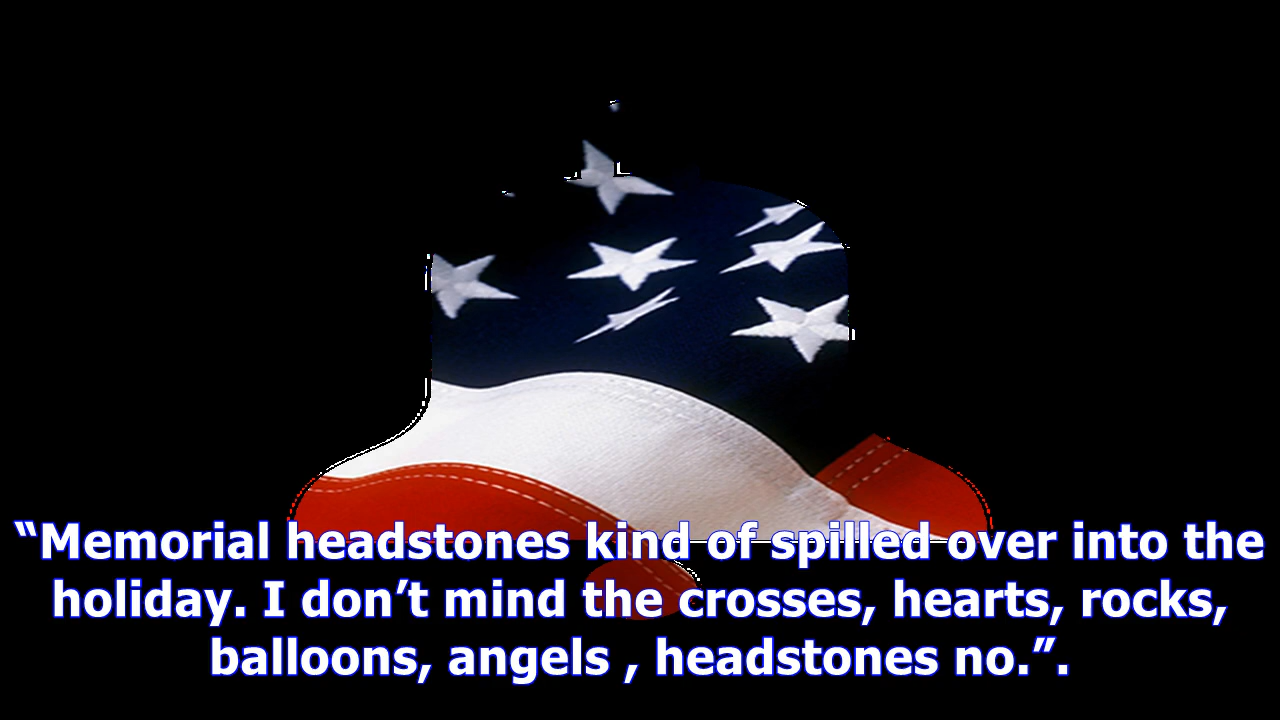 “Memorial headstones kind of spilled over into the
holiday. I don’t mind the crosses, hearts, rocks,
balloons, angels , headstones no.”.